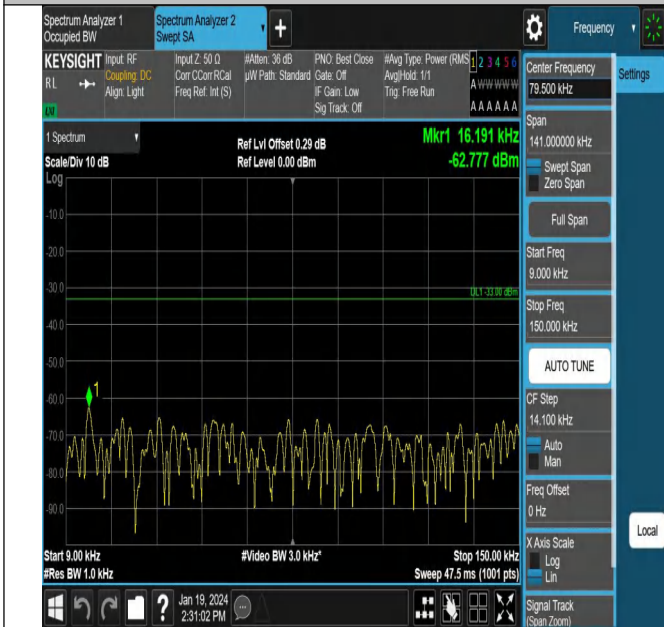 Spectrum Analyzer 1
Occupied BW
Spectrum Analyzer 2
Swept SA
+
Frequency
KEYSIGHT
RL
LXI
Input: RF
Coupling: DC
Align: Light
Input Z: 50 Ω
Corr CCorr RCal
Freq Ref: Int (S)
#Atten: 36 dB
µW Path: Standard
PNO: Best Close
Gate: Off
IF Gain: Low
Sig Track: Off
#Avg Type: Power (RMS
Avg|Hold: 1/1
Trig: Free Run
1 2 3 4 5 6
A W W W W W
A A A A A A
1 Spectrum
Scale/Div 10 dB
Log
Ref Lvl Offset 0.29 dB
Ref Level 0.00 dBm
Mkr1 16.191 kHz
-62.777 dBm
-10.0
-20.0
-30.0
DL1 -33.00 dBm
-40.0
-50.0
-60.0
1
-70.0
-80.0
-90.0
Start 9.00 kHz
#Res BW 1.0 kHz
#Video BW 3.0 kHz*
Stop 150.00 kHz
Sweep 47.5 ms (1001 pts)
Center Frequency
79.500 kHz
Settings
Span
141.000000 kHz
Swept Span
Zero Span
Full Span
Start Freq
9.000 kHz
Stop Freq
150.000 kHz
AUTO TUNE
CF Step
14.100 kHz
Auto
Man
Freq Offset
0 Hz
X Axis Scale
Log
Lin
Local
Signal Track
(Span Zoom)
?
Jan 19, 2024
2:31:02 PM